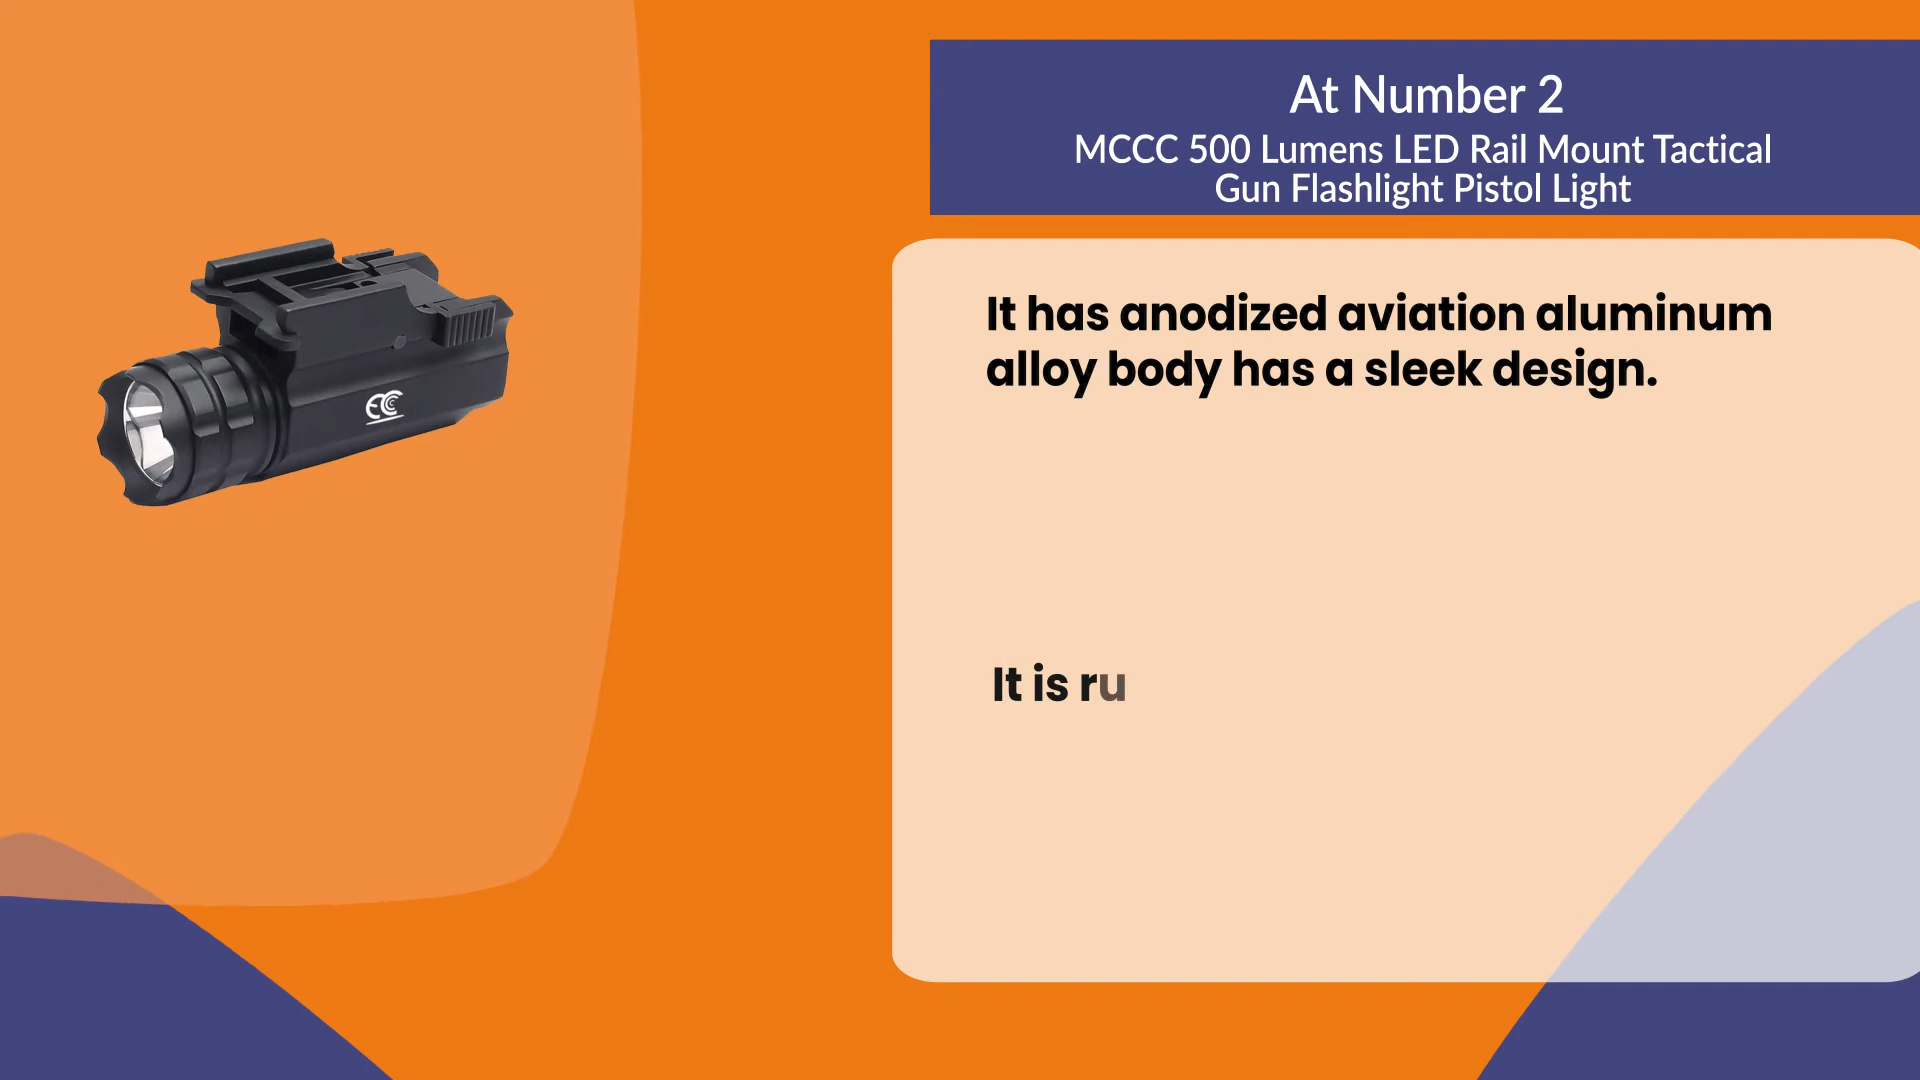 At Number 2
MCCC 500 Lumens LED Rail Mount Tactical
Gun Flashlight Pistol Light
It has anodized aviation aluminum
alloy body has a sleek design.
It is ru